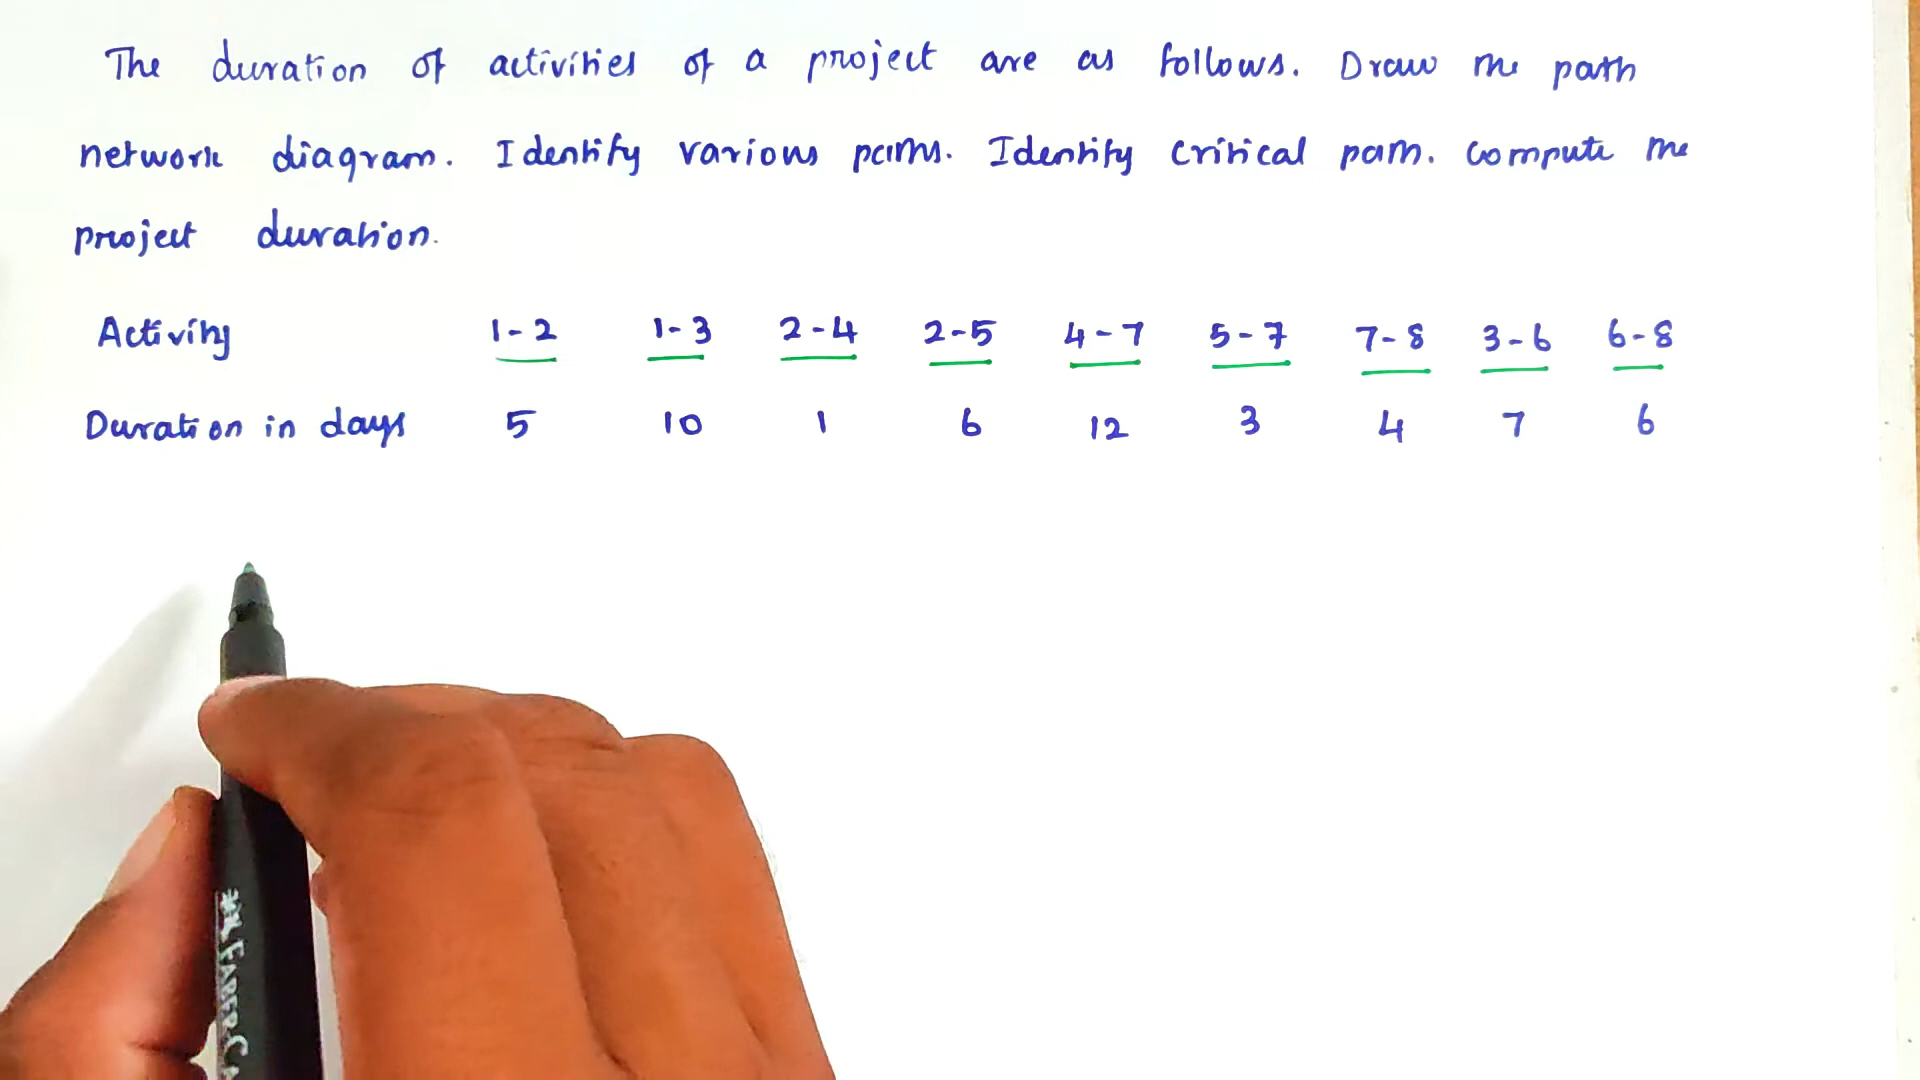 The duration of activities of a project are as follows. Draw the path
network diagram. Identify various paths. Identify critical path. Compute the
project duration.
Activity 1-2 1-3 2-4 2-5 4-7 5-7 7-8 3-6 6-8
Duration in days 5 10 1 6 12 3 4 7 6
FABER CA